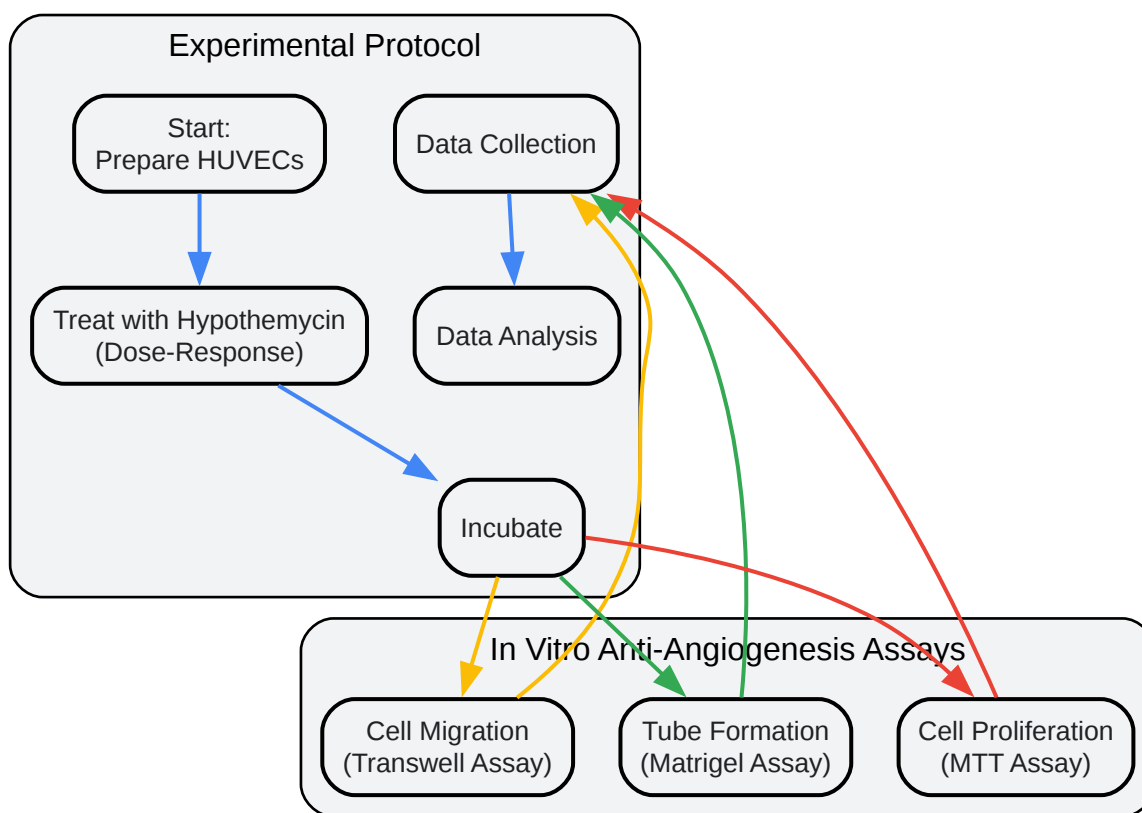 Experimental Protocol
Start:
Prepare HUVECs
Data Collection
Treat with Hypothemycin
(Dose-Response)
Data Analysis
Incubate
In Vitro Anti-Angiogenesis Assays
Cell Migration
(Transwell Assay)
Tube Formation
(Matrigel Assay)
Cell Proliferation
(MTT Assay)